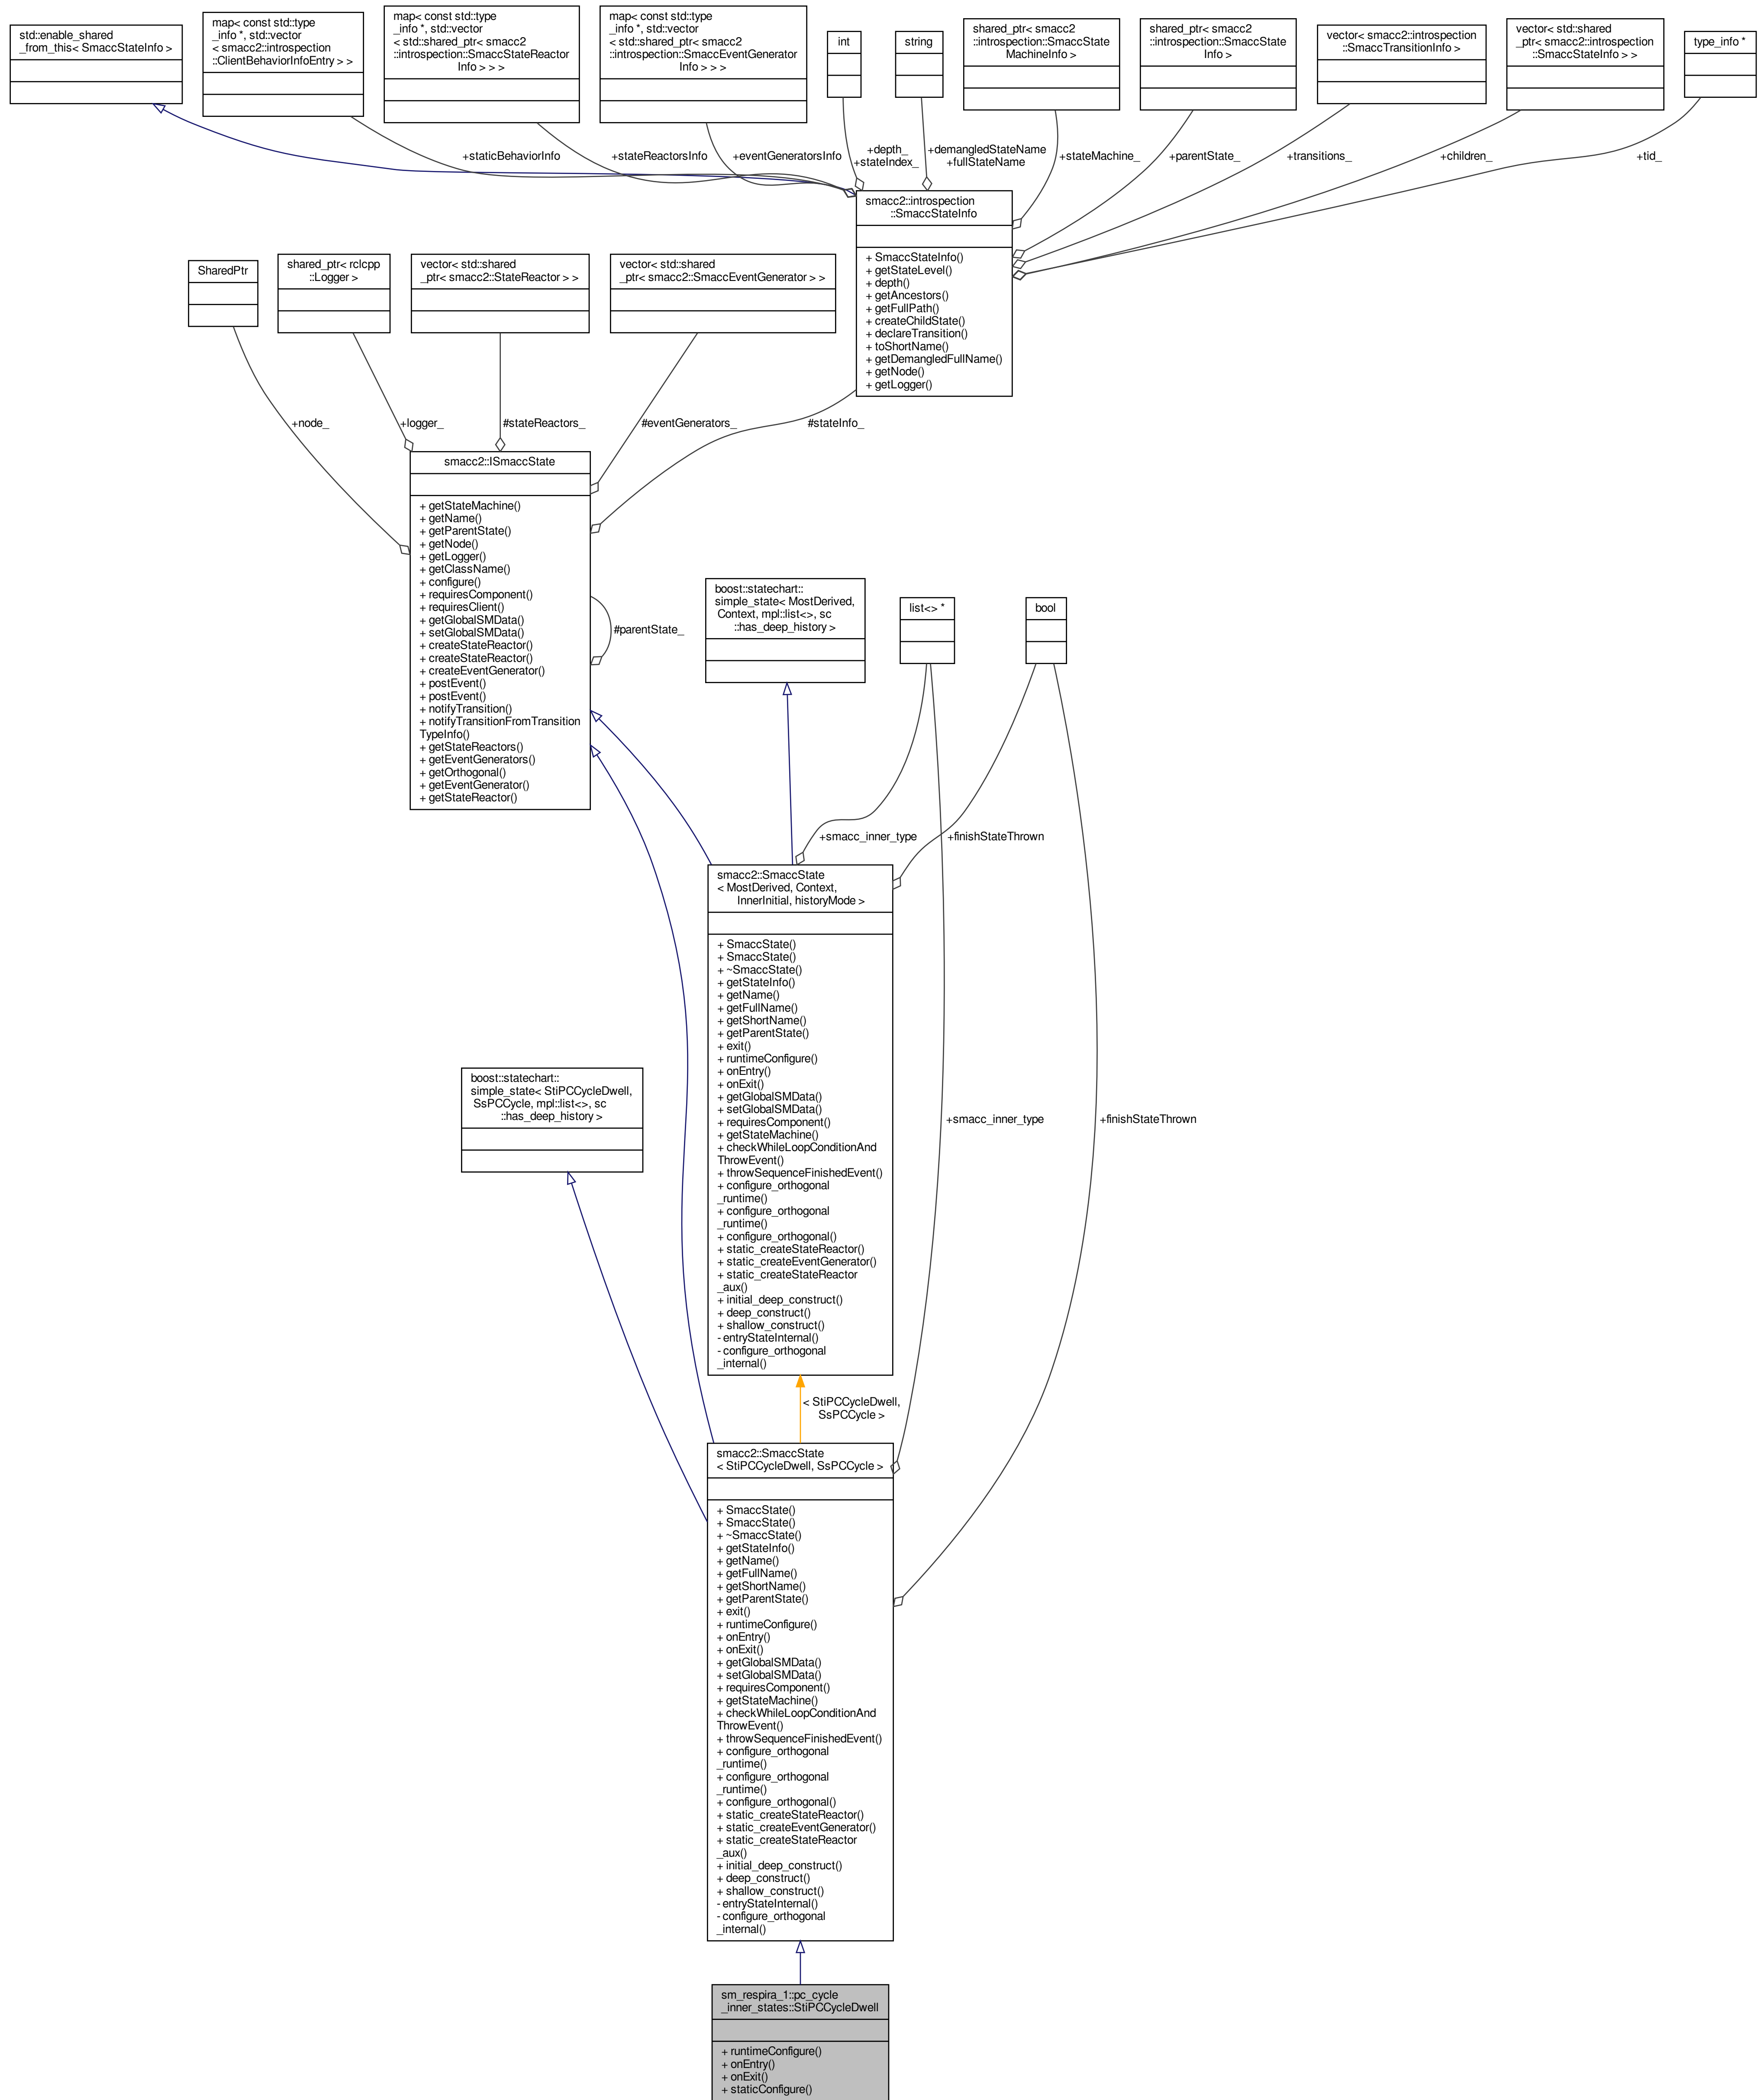 std::enable_shared
_from_this< SmaccStateInfo >
map< const std::type
_info *, std::vector
< smacc2::introspection
::ClientBehaviorInfoEntry > >
map< const std::type
_info *, std::vector
< std::shared_ptr< smacc2
::introspection::SmaccStateReactor
Info > > >
map< const std::type
_info *, std::vector
< std::shared_ptr< smacc2
::introspection::SmaccEventGenerator
Info > > >
int
string
shared_ptr< smacc2
::introspection::SmaccState
MachineInfo >
shared_ptr< smacc2
::introspection::SmaccState
Info >
vector< smacc2::introspection
::SmaccTransitionInfo >
vector< std::shared
_ptr< smacc2::introspection
::SmaccStateInfo > >
type_info *
+staticBehaviorInfo
+stateReactorsInfo
+eventGeneratorsInfo
+depth_
+stateIndex_
+demangledStateName
+fullStateName
+stateMachine_
+parentState_
+transitions_
+children_
+tid_
smacc2::introspection
::SmaccStateInfo
+ SmaccStateInfo()
+ getStateLevel()
+ depth()
+ getAncestors()
+ getFullPath()
+ createChildState()
+ declareTransition()
+ toShortName()
+ getDemangledFullName()
+ getNode()
+ getLogger()
SharedPtr
shared_ptr< rclcpp
::Logger >
vector< std::shared
_ptr< smacc2::StateReactor > >
vector< std::shared
_ptr< smacc2::SmaccEventGenerator > >
+node_
+logger_
#stateReactors_
#eventGenerators_
#stateInfo_
smacc2::ISmaccState
+ getStateMachine()
+ getName()
+ getParentState()
+ getNode()
+ getLogger()
+ getClassName()
+ configure()
+ requiresComponent()
+ requiresClient()
+ getGlobalSMData()
+ setGlobalSMData()
+ createStateReactor()
+ createStateReactor()
+ createEventGenerator()
+ postEvent()
+ postEvent()
+ notifyTransition()
+ notifyTransitionFromTransition
TypeInfo()
+ getStateReactors()
+ getEventGenerators()
+ getOrthogonal()
+ getEventGenerator()
+ getStateReactor()
#parentState_
boost::statechart::
simple_state< MostDerived,
Context, mpl::list<>, sc
::has_deep_history >
list<> *
bool
+smacc_inner_type
+finishStateThrown
smacc2::SmaccState
< MostDerived, Context,
InnerInitial, historyMode >
+ SmaccState()
+ SmaccState()
+ ~SmaccState()
+ getStateInfo()
+ getName()
+ getFullName()
+ getShortName()
+ getParentState()
+ exit()
+ runtimeConfigure()
+ onEntry()
+ onExit()
+ getGlobalSMData()
+ setGlobalSMData()
+ requiresComponent()
+ getStateMachine()
+ checkWhileLoopConditionAnd
ThrowEvent()
+ throwSequenceFinishedEvent()
+ configure_orthogonal
_runtime()
+ configure_orthogonal
_runtime()
+ configure_orthogonal()
+ static_createStateReactor()
+ static_createEventGenerator()
+ static_createStateReactor
_aux()
+ initial_deep_construct()
+ deep_construct()
+ shallow_construct()
- entryStateInternal()
- configure_orthogonal
_internal()
boost::statechart::
simple_state< StiPCCycleDwell,
SsPCCycle, mpl::list<>, sc
::has_deep_history >
+smacc_inner_type
+finishStateThrown
< StiPCCycleDwell,
SsPCCycle >
smacc2::SmaccState
< StiPCCycleDwell, SsPCCycle >
+ SmaccState()
+ SmaccState()
+ ~SmaccState()
+ getStateInfo()
+ getName()
+ getFullName()
+ getShortName()
+ getParentState()
+ exit()
+ runtimeConfigure()
+ onEntry()
+ onExit()
+ getGlobalSMData()
+ setGlobalSMData()
+ requiresComponent()
+ getStateMachine()
+ checkWhileLoopConditionAnd
ThrowEvent()
+ throwSequenceFinishedEvent()
+ configure_orthogonal
_runtime()
+ configure_orthogonal
_runtime()
+ configure_orthogonal()
+ static_createStateReactor()
+ static_createEventGenerator()
+ static_createStateReactor
_aux()
+ initial_deep_construct()
+ deep_construct()
+ shallow_construct()
- entryStateInternal()
- configure_orthogonal
_internal()
sm_respira_1::pc_cycle
_inner_states::StiPCCycleDwell
+ runtimeConfigure()
+ onEntry()
+ onExit()
+ staticConfigure()